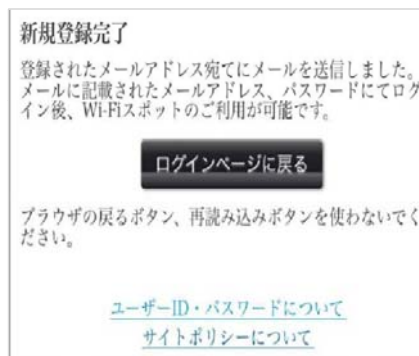 新規登録完了
登録されたメールアドレス宛てにメールを送信しました。
メールに記載されたメールアドレス、パスワードにてログ
イン後、Wi-Fiスポットのご利用が可能です。
ログインページに戻る
ブラウザの戻るボタン、再読み込みボタンを使わないでく
ださい。
ユーザーID・パスワードについて
サイトポリシーについて